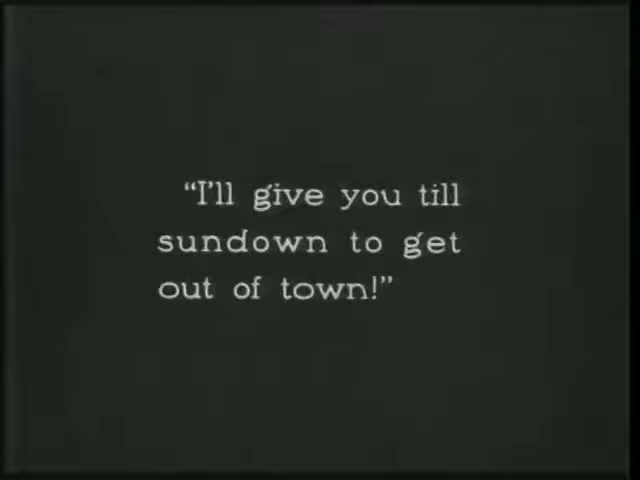 “I’ll give you till
sundown to get
out of town!”